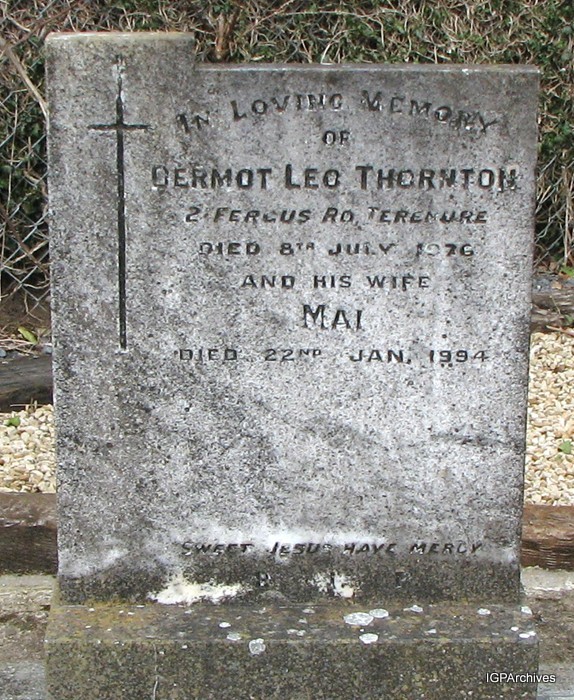 IN LOVING MEMORY
OF
DERMOT LEO THORNTON
FERGUS RD, TERENURE
DIED 8TH JULY 1976
AND HIS WIFE
MAI
DIED 22ND JAN. 1994
SWEET JESUS HAVE MERCY
R I P
IGPArchives